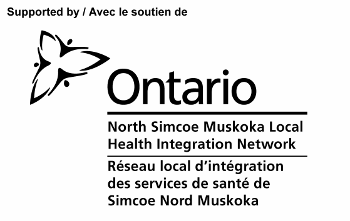 Supported by / Avec le soutien de
Ontario
North Simcoe Muskoka Local
Health Integration Network
Réseau local d'intégration
des services de santé de
Simcoe Nord Muskoka